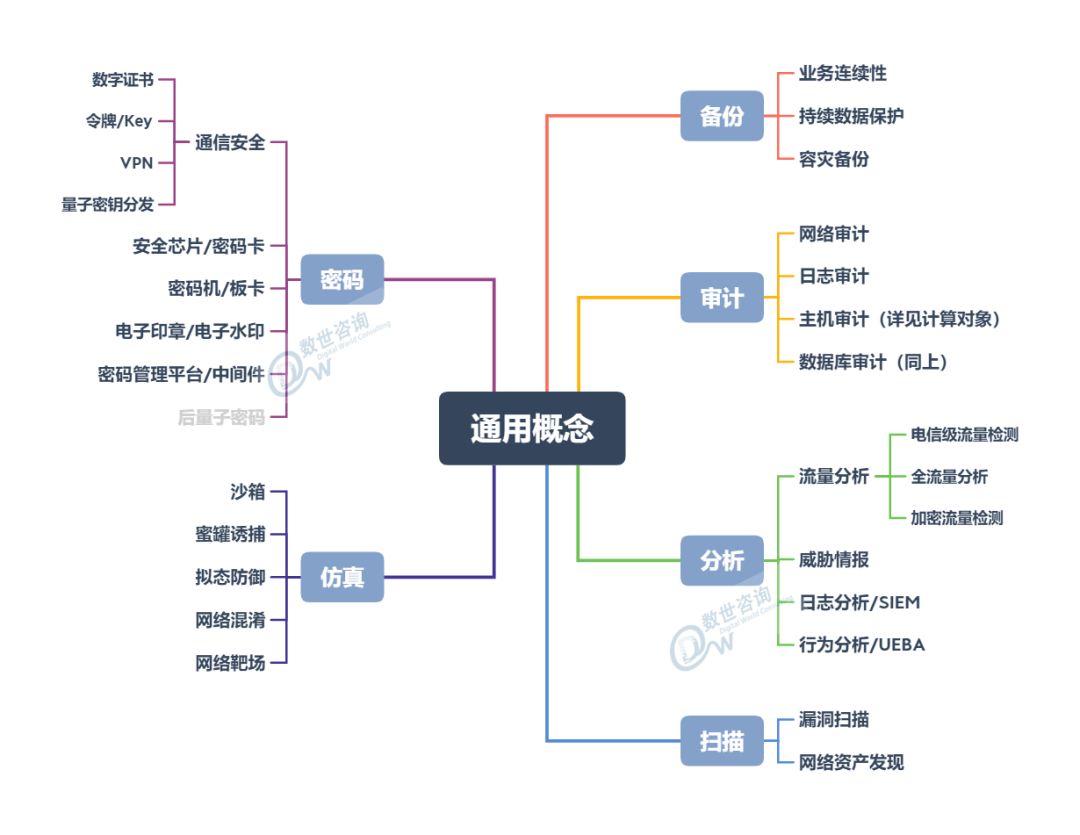 通用概念
备份
业务连续性
持续数据保护
容灾备份
审计
网络审计
日志审计
主机审计（详见计算对象）
数据库审计（同上）
分析
流量分析
电信级流量检测
全流量分析
加密流量检测
威胁情报
日志分析/SIEM
行为分析/UEBA
扫描
漏洞扫描
网络资产发现
密码
通信安全
数字证书
令牌/Key
VPN
量子密钥分发
安全芯片/密码卡
密码机/板卡
电子印章/电子水印
密码管理平台/中间件
后量子密码
仿真
沙箱
蜜罐诱捕
拟态防御
网络混淆
网络靶场
数世咨询
Digital World Consulting
数世咨询
Digital World Consulting